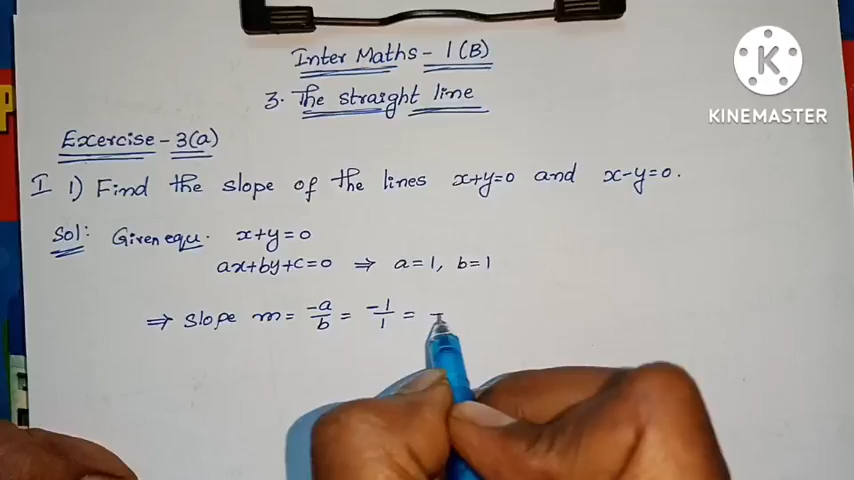 Inter Maths - 1(B)
3. The straight line
Exercise - 3(a)
I 1) Find the slope of the lines x+y=0 and x-y=0.
Sol: Given equ. x+y=0
ax+by+c=0 ⇒ a=1, b=1
⇒ slope m = -a/b = -1/1 = -
K
KINEMASTER